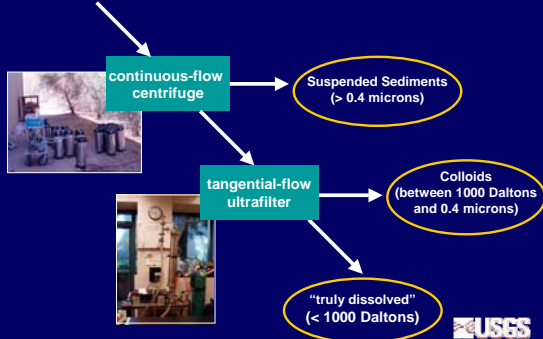 continuous-flow
centrifuge
Suspended Sediments
(> 0.4 microns)
tangential-flow
ultrafilter
Colloids
(between 1000 Daltons
and 0.4 microns)
“truly dissolved”
(< 1000 Daltons)
USGS